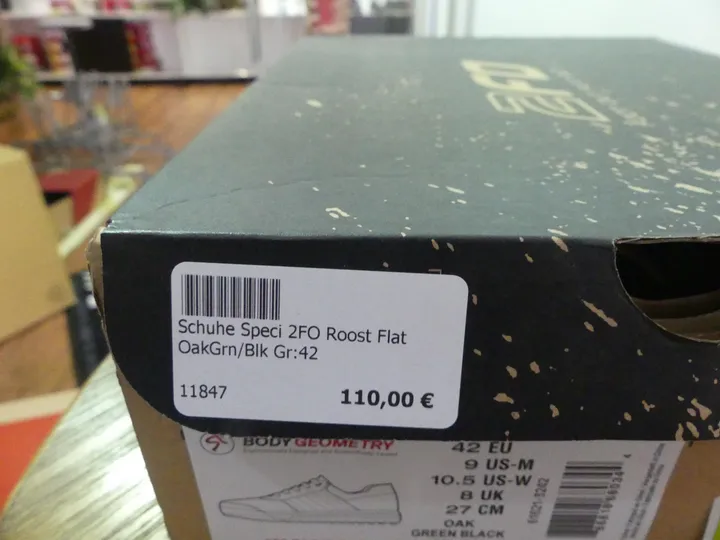 2FO
Schuhe Speci 2FO Roost Flat
OakGrn/Blk Gr:42
11847
110,00 €
BODY GEOMETRY
42 EU
9 US-M
10.5 US-W
8 UK
27 CM
OAK
GREEN BLACK